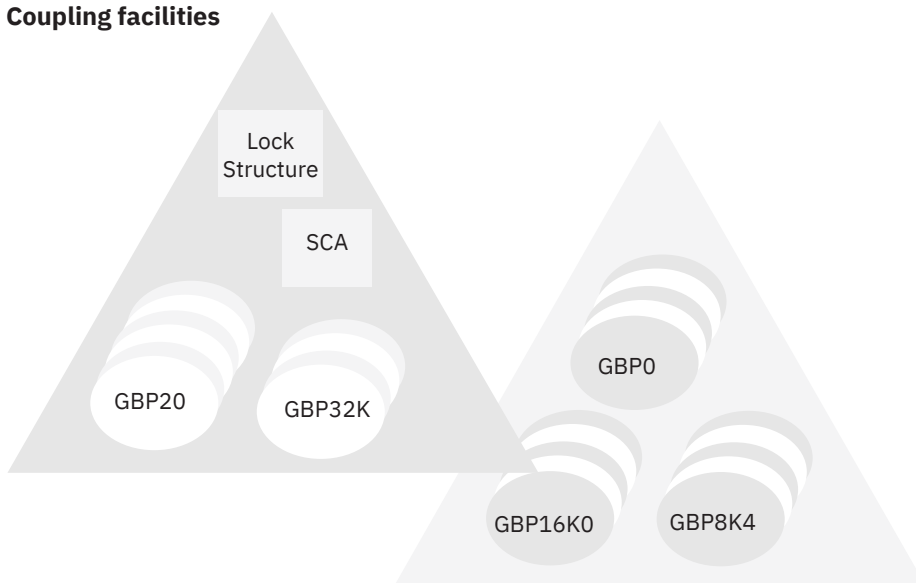 Coupling facilities
Lock
Structure
SCA
GBP20
GBP32K
GBP0
GBP16K0
GBP8K4